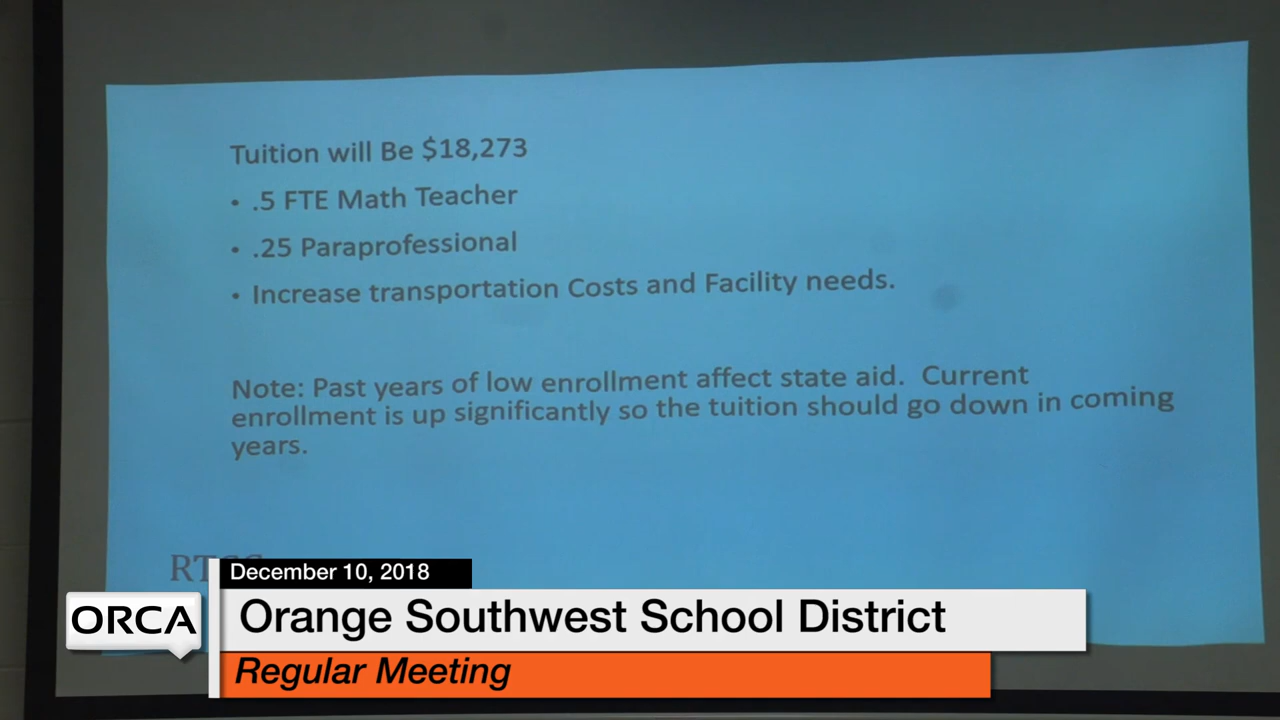 Tuition will Be $18,273
• .5 FTE Math Teacher
• .25 Paraprofessional
• Increase transportation Costs and Facility needs.
Note: Past years of low enrollment affect state aid. Current
enrollment is up significantly so the tuition should go down in coming
years.
December 10, 2018
ORCA
Orange Southwest School District
Regular Meeting